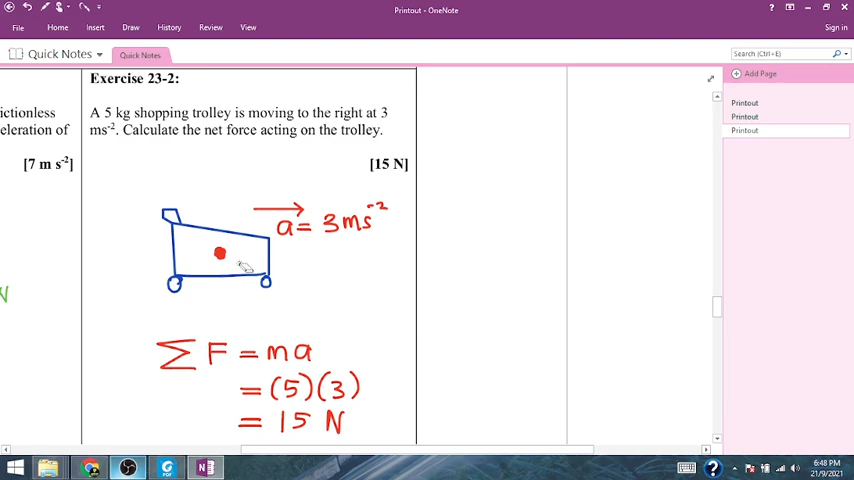 Printout - OneNote
File Home Insert Draw History Review View
Sign in
Quick Notes
Quick Notes
Search (Ctrl+E)
Add Page
Printout
Printout
Printout
ictionless
eleration of
[7 m s⁻²]
N
Exercise 23-2:
A 5 kg shopping trolley is moving to the right at 3
ms⁻². Calculate the net force acting on the trolley.
[15 N]
a = 3ms⁻²
∑ F = ma
= (5)(3)
= 15 N
PDF
6:48 PM
21/9/2021